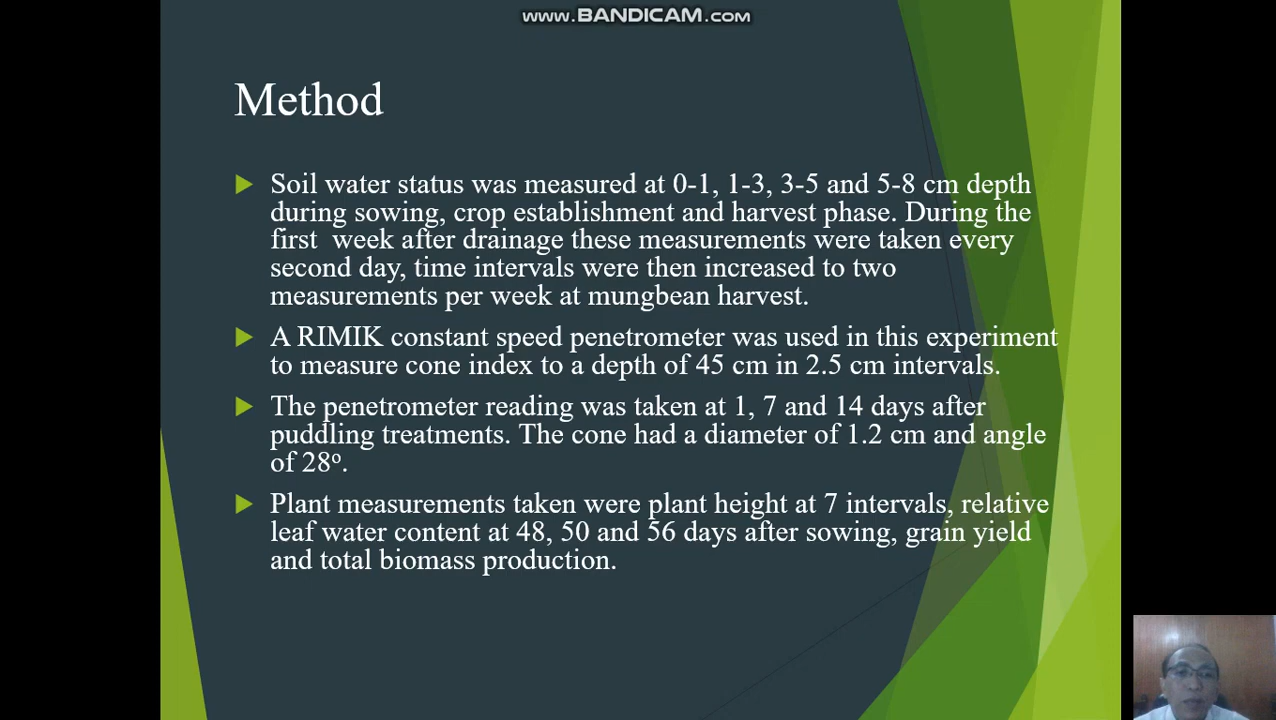 www.BANDICAM.com
Method
Soil water status was measured at 0-1, 1-3, 3-5 and 5-8 cm depth
during sowing, crop establishment and harvest phase. During the
first  week after drainage these measurements were taken every
second day, time intervals were then increased to two
measurements per week at mungbean harvest.
A RIMIK constant speed penetrometer was used in this experiment
to measure cone index to a depth of 45 cm in 2.5 cm intervals.
The penetrometer reading was taken at 1, 7 and 14 days after
puddling treatments. The cone had a diameter of 1.2 cm and angle
of 28º.
Plant measurements taken were plant height at 7 intervals, relative
leaf water content at 48, 50 and 56 days after sowing, grain yield
and total biomass production.